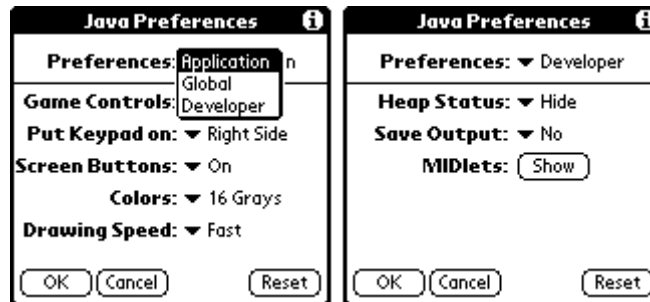 Java Preferences i
Preferences: Application n
Global
Developer
Game Controls:
Put Keypad on: Right Side
Screen Buttons: On
Colors: 16 Grays
Drawing Speed: Fast
OK Cancel Reset
Java Preferences i
Preferences: Developer
Heap Status: Hide
Save Output: No
MIDlets: Show
OK Cancel Reset